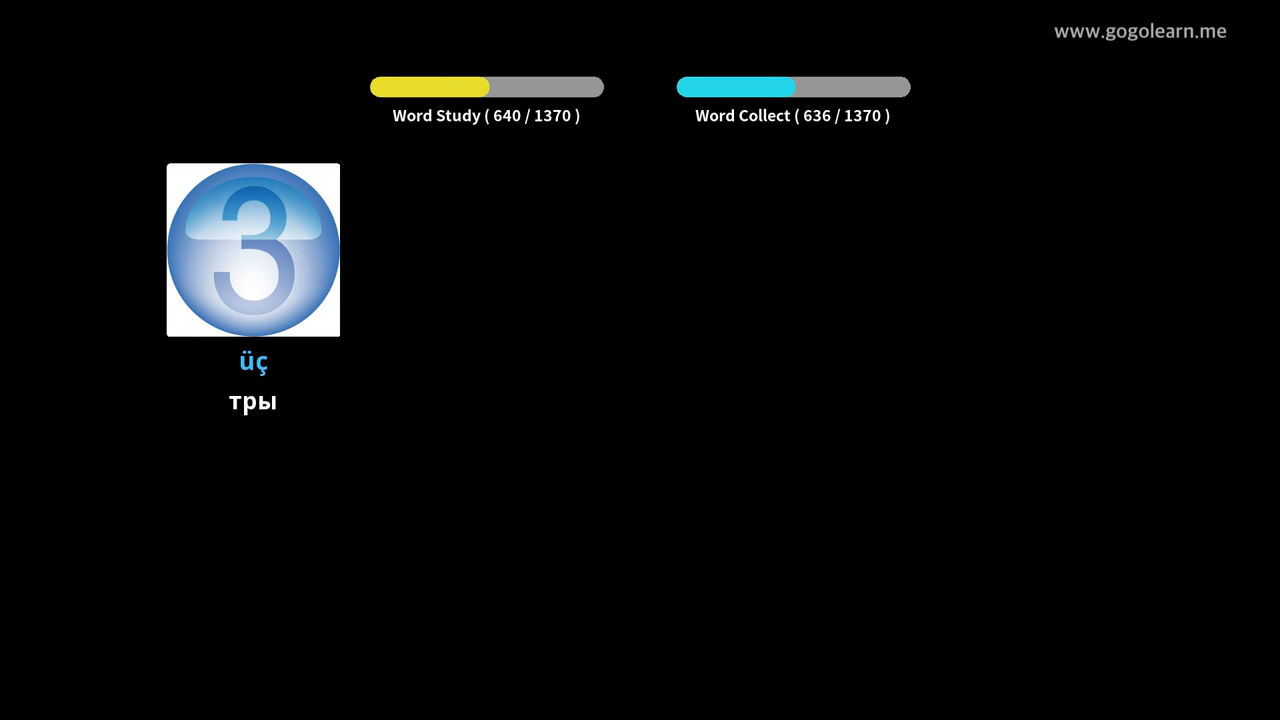 www.gogolearn.me
Word Study ( 640 / 1370 )
Word Collect ( 636 / 1370 )
3
üç
тры